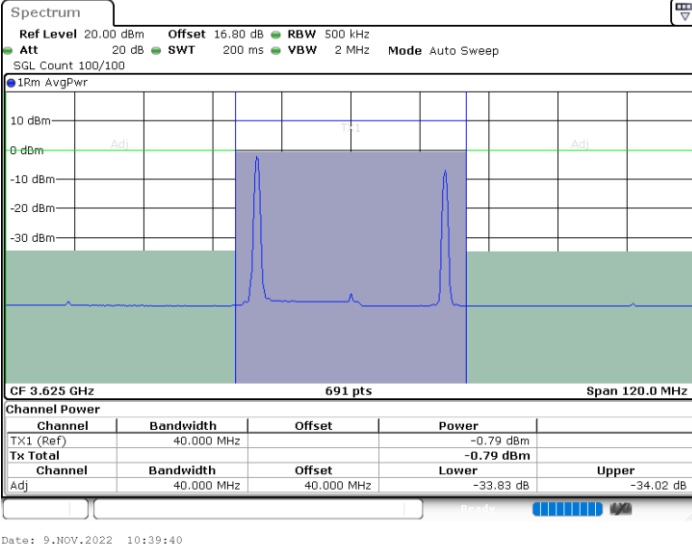 Spectrum
Ref Level 20.00 dBm Offset 16.80 dB RBW 500 kHz
Att 20 dB SWT 200 ms VBW 2 MHz Mode Auto Sweep
SGL Count 100/100
1Rm AvgPwr
10 dBm
TX1
Adj Adj
0 dBm
-10 dBm
-20 dBm
-30 dBm
CF 3.625 GHz 691 pts Span 120.0 MHz
Channel Power
Channel Bandwidth Offset Power
TX1 (Ref) 40.000 MHz -0.79 dBm
Tx Total -0.79 dBm
Channel Bandwidth Offset Lower Upper
Adj 40.000 MHz 40.000 MHz -33.83 dB -34.02 dB
Ready
Date: 9.NOV.2022 10:39:40